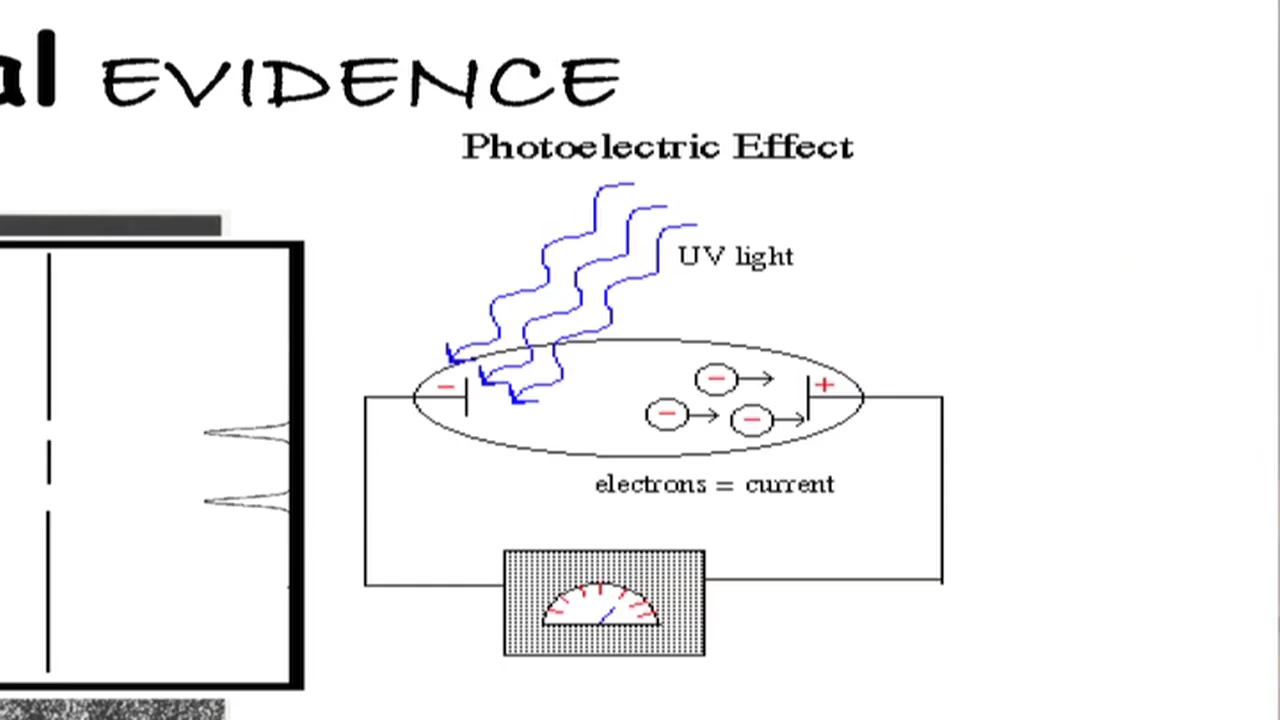 al EVIDENCE
Photoelectric Effect
UV light
− +
− − −
electrons = current